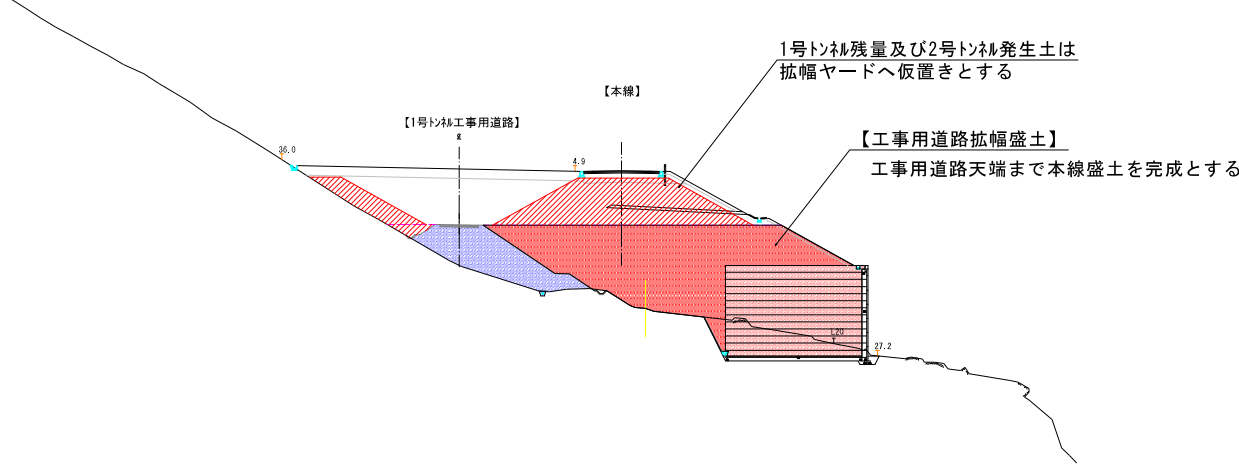 1号ﾄﾝﾈﾙ残量及び2号ﾄﾝﾈﾙ発生土は
拡幅ヤードへ仮置きとする
【本線】
【1号ﾄﾝﾈﾙ工事用道路】
【工事用道路拡幅盛土】
工事用道路天端まで本線盛土を完成とする
36.0
4.9
L20
27.2